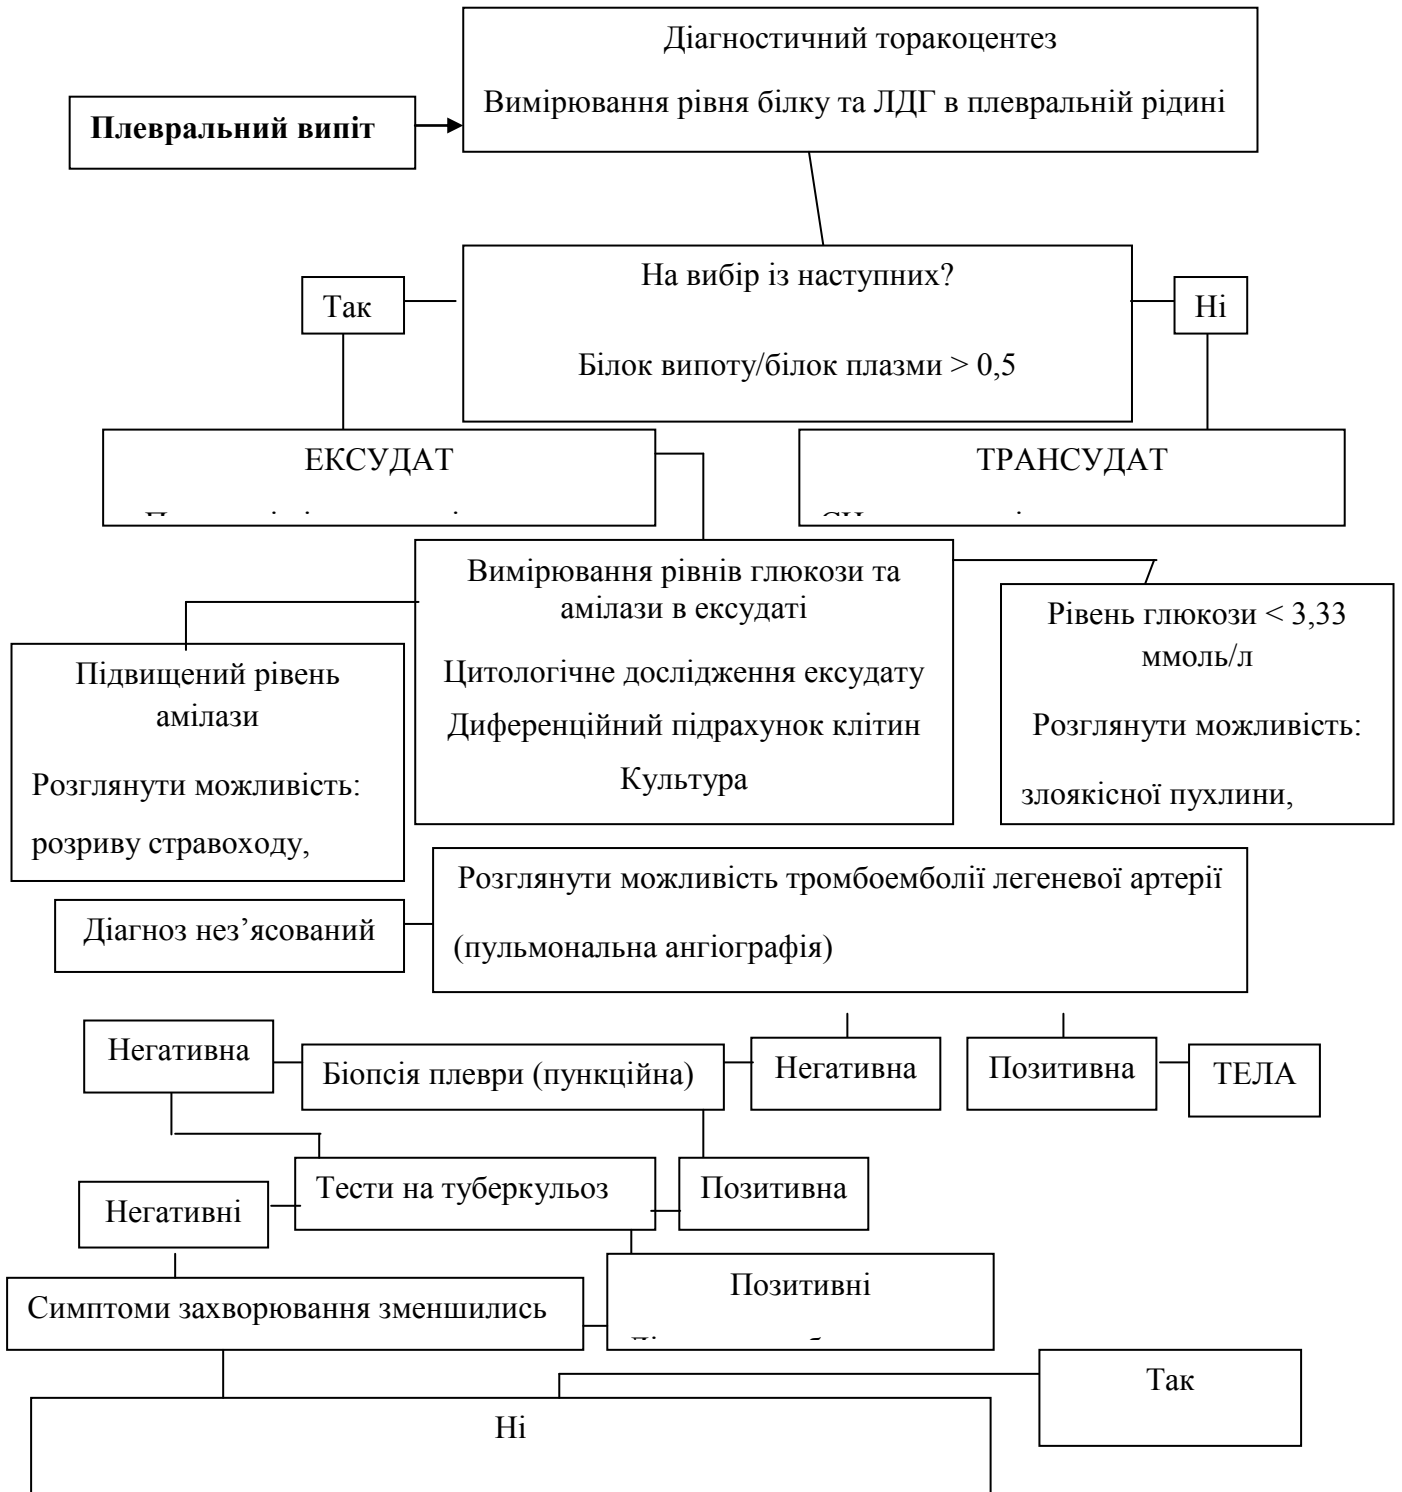 Діагностичний торакоцентез
Вимірювання рівня білку та ЛДГ в плевральній рідині
Плевральний випіт
На вибір із наступних?
Так
Ні
Білок випоту/білок плазми > 0,5
ЕКСУДАТ
ТРАНСУДАТ
Вимірювання рівнів глюкози та
амілази в ексудаті
Цитологічне дослідження ексудату
Диференційний підрахунок клітин
Культура
Рівень глюкози < 3,33
ммоль/л
Розглянути можливість:
злоякісної пухлини,
Підвищений рівень
амілази
Розглянути можливість:
розриву стравоходу,
Розглянути можливість тромбоемболії легеневої артерії
(пульмональна ангіографія)
Діагноз нез’ясований
Негативна
Біопсія плеври (пункційна)
Негативна
Позитивна
ТЕЛА
Тести на туберкульоз
Позитивна
Негативні
Позитивні
Симптоми захворювання зменшились
Так
Ні